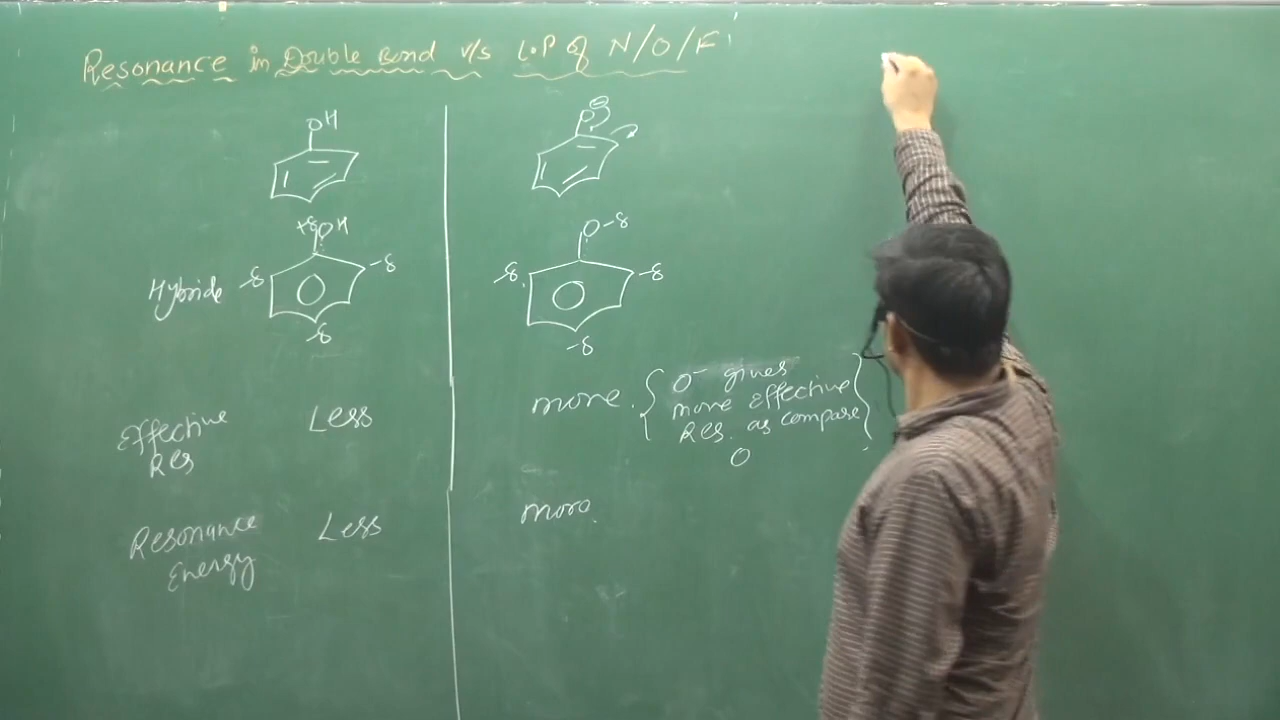 Resonance in Double Bond v/s L.P of N/O/F
OH
O⊖
+δ OH
O-δ
Hybride -δ -δ
-δ -δ
-δ
-δ
Effective Res Less
more. { O⁻ gives
more Effective
Res. as compare
O }
Resonance Energy Less
more.